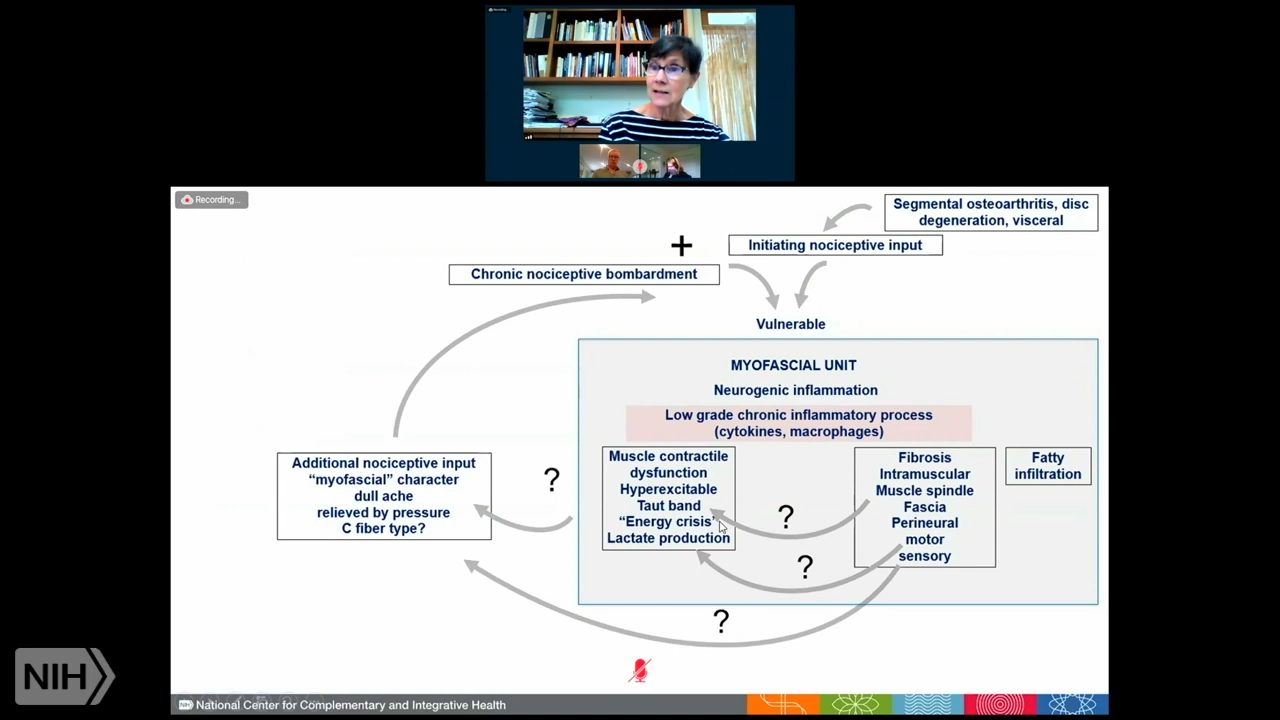 Recording...
Recording...
Segmental osteoarthritis, disc
degeneration, visceral
+
Initiating nociceptive input
Chronic nociceptive bombardment
Vulnerable
MYOFASCIAL UNIT
Neurogenic inflammation
Low grade chronic inflammatory process
(cytokines, macrophages)
Additional nociceptive input
“myofascial” character
dull ache
relieved by pressure
C fiber type?
?
Muscle contractile
dysfunction
Hyperexcitable
Taut band
“Energy crisis”
Lactate production
?
?
Fibrosis
Intramuscular
Muscle spindle
Fascia
Perineural
motor
sensory
Fatty
infiltration
?
NIH
NIH National Center for Complementary and Integrative Health